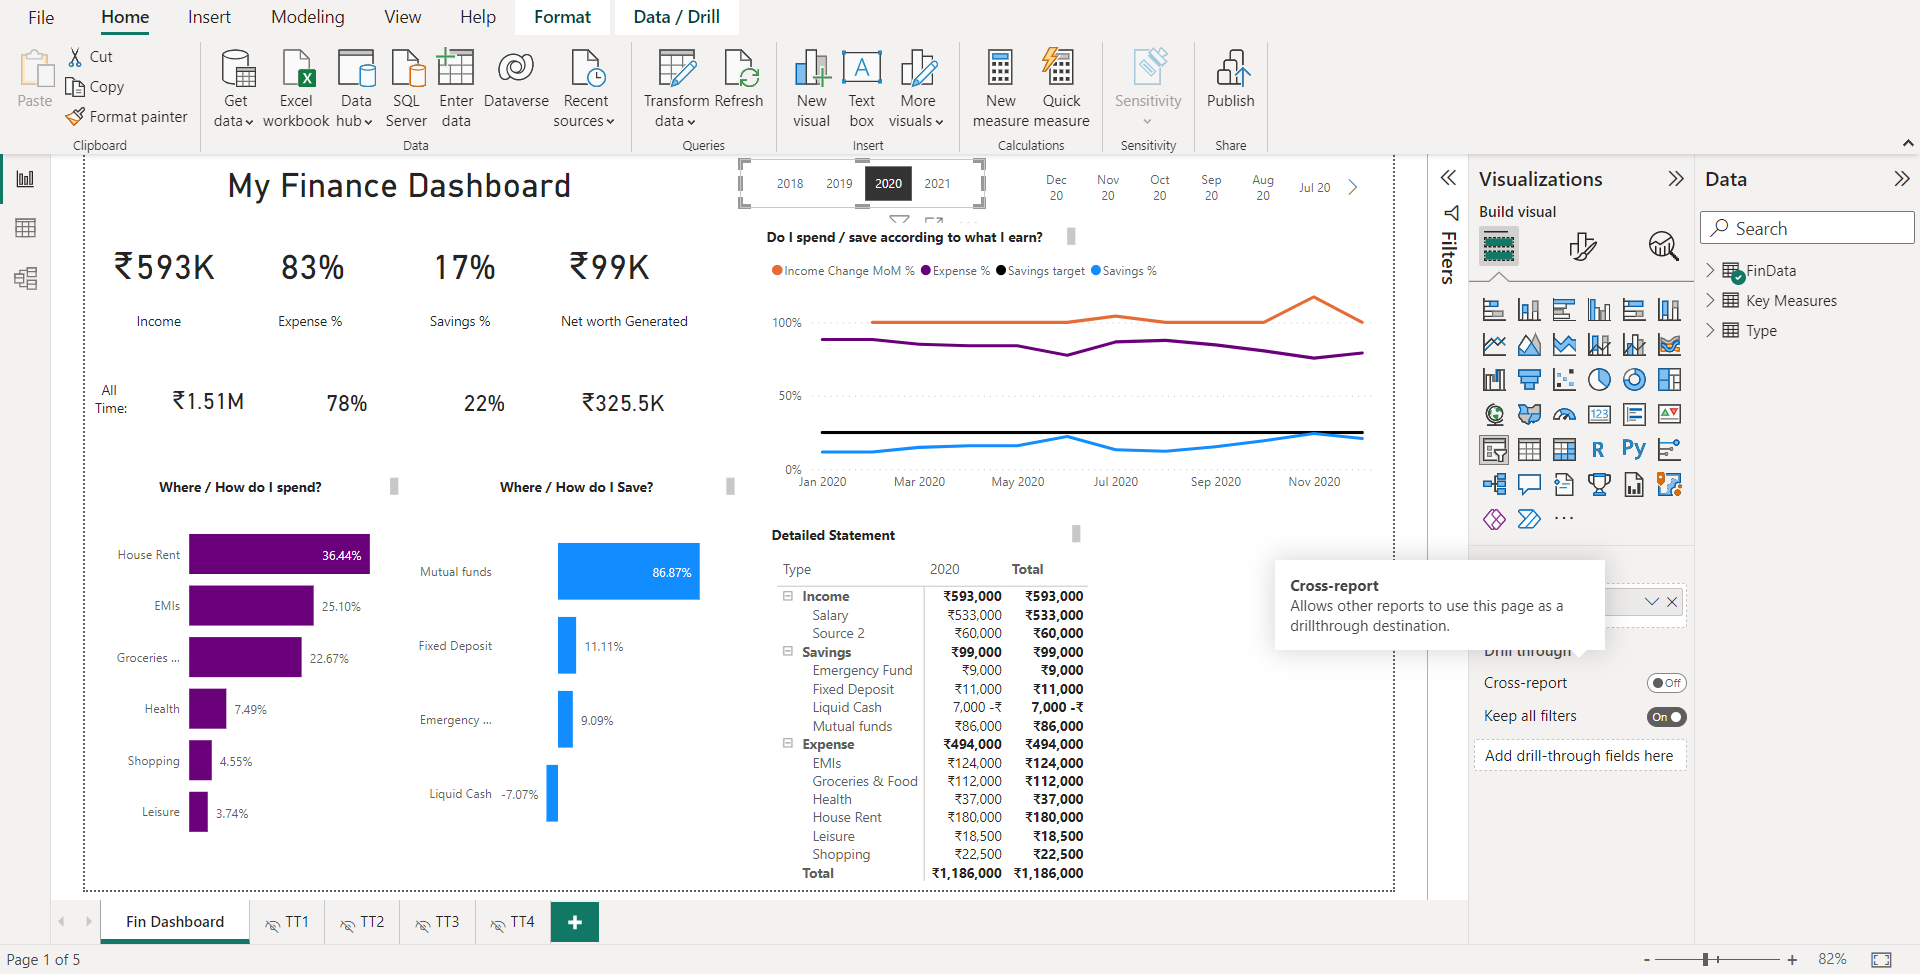 File Home Insert Modeling View Help Format Data / Drill
Paste
Cut
Copy
Format painter
Clipboard
Get data
Excel workbook
Data hub
SQL Server
Enter data
Dataverse
Recent sources
Data
Transform data
Refresh
Queries
New visual
Text box
More visuals
Insert
New measure
Quick measure
Calculations
Sensitivity
Sensitivity
Publish
Share
My Finance Dashboard
2018 2019 2020 2021
Dec 20
Nov 20
Oct 20
Sep 20
Aug 20
Jul 20
₹593K 83% 17% ₹99K
Income Expense % Savings % Net worth Generated
All Time: ₹1.51M 78% 22% ₹325.5K
Do I spend / save according to what I earn?
Income Change MoM % Expense % Savings target Savings %
100%
50%
0%
Jan 2020 Mar 2020 May 2020 Jul 2020 Sep 2020 Nov 2020
Where / How do I spend?
House Rent 36.44%
EMIs 25.10%
Groceries ... 22.67%
Health 7.49%
Shopping 4.55%
Leisure 3.74%
Where / How do I Save?
Mutual funds 86.87%
Fixed Deposit 11.11%
Emergency ... 9.09%
Liquid Cash -7.07%
Detailed Statement
Type 2020 Total
Income ₹593,000 ₹593,000
Salary ₹533,000 ₹533,000
Source 2 ₹60,000 ₹60,000
Savings ₹99,000 ₹99,000
Emergency Fund ₹9,000 ₹9,000
Fixed Deposit ₹11,000 ₹11,000
Liquid Cash 7,000 -₹ 7,000 -₹
Mutual funds ₹86,000 ₹86,000
Expense ₹494,000 ₹494,000
EMIs ₹124,000 ₹124,000
Groceries & Food ₹112,000 ₹112,000
Health ₹37,000 ₹37,000
House Rent ₹180,000 ₹180,000
Leisure ₹18,500 ₹18,500
Shopping ₹22,500 ₹22,500
Total ₹1,186,000 ₹1,186,000
Filters
Visualizations
Build visual
123
R
Py
Cross-report
Allows other reports to use this page as a
drillthrough destination.
Drill through
Cross-report Off
Keep all filters On
Add drill-through fields here
Data
Search
FinData
Key Measures
Type
Fin Dashboard TT1 TT2 TT3 TT4
Page 1 of 5
- + 82%